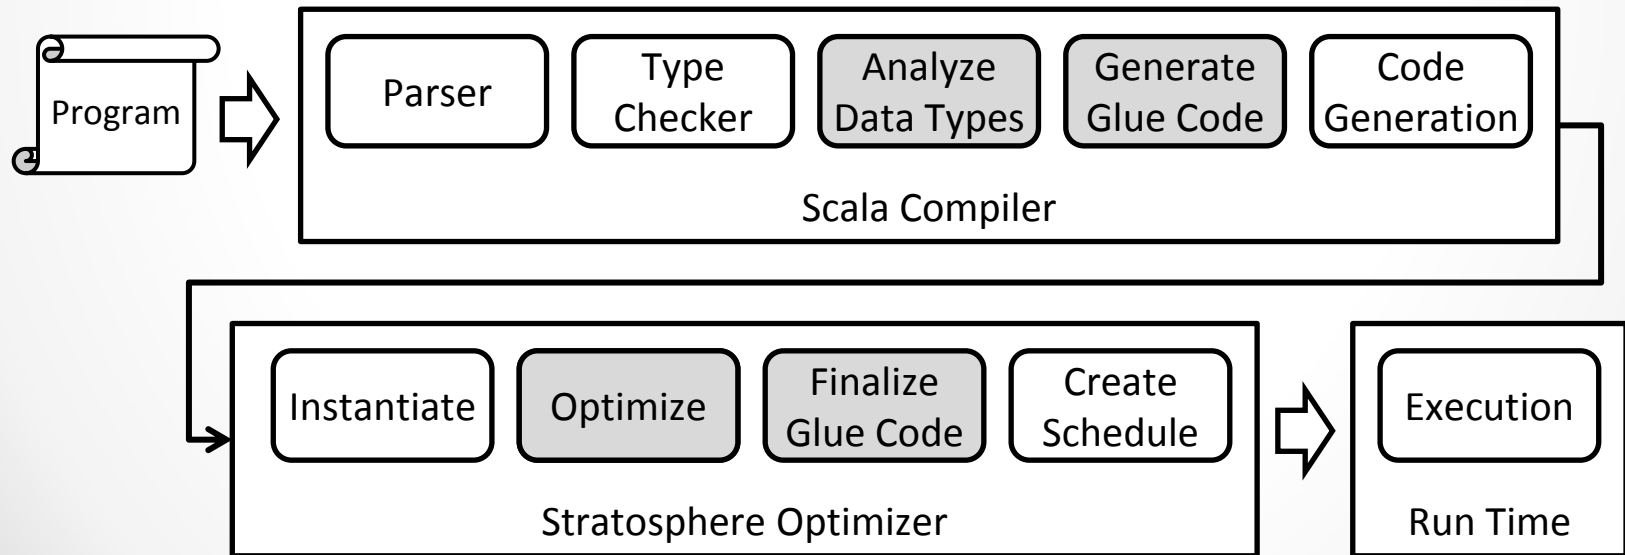 Program
Parser
Type
Checker
Analyze
Data Types
Generate
Glue Code
Code
Generation
Scala Compiler
Instantiate
Optimize
Finalize
Glue Code
Create
Schedule
Stratosphere Optimizer
Execution
Run Time